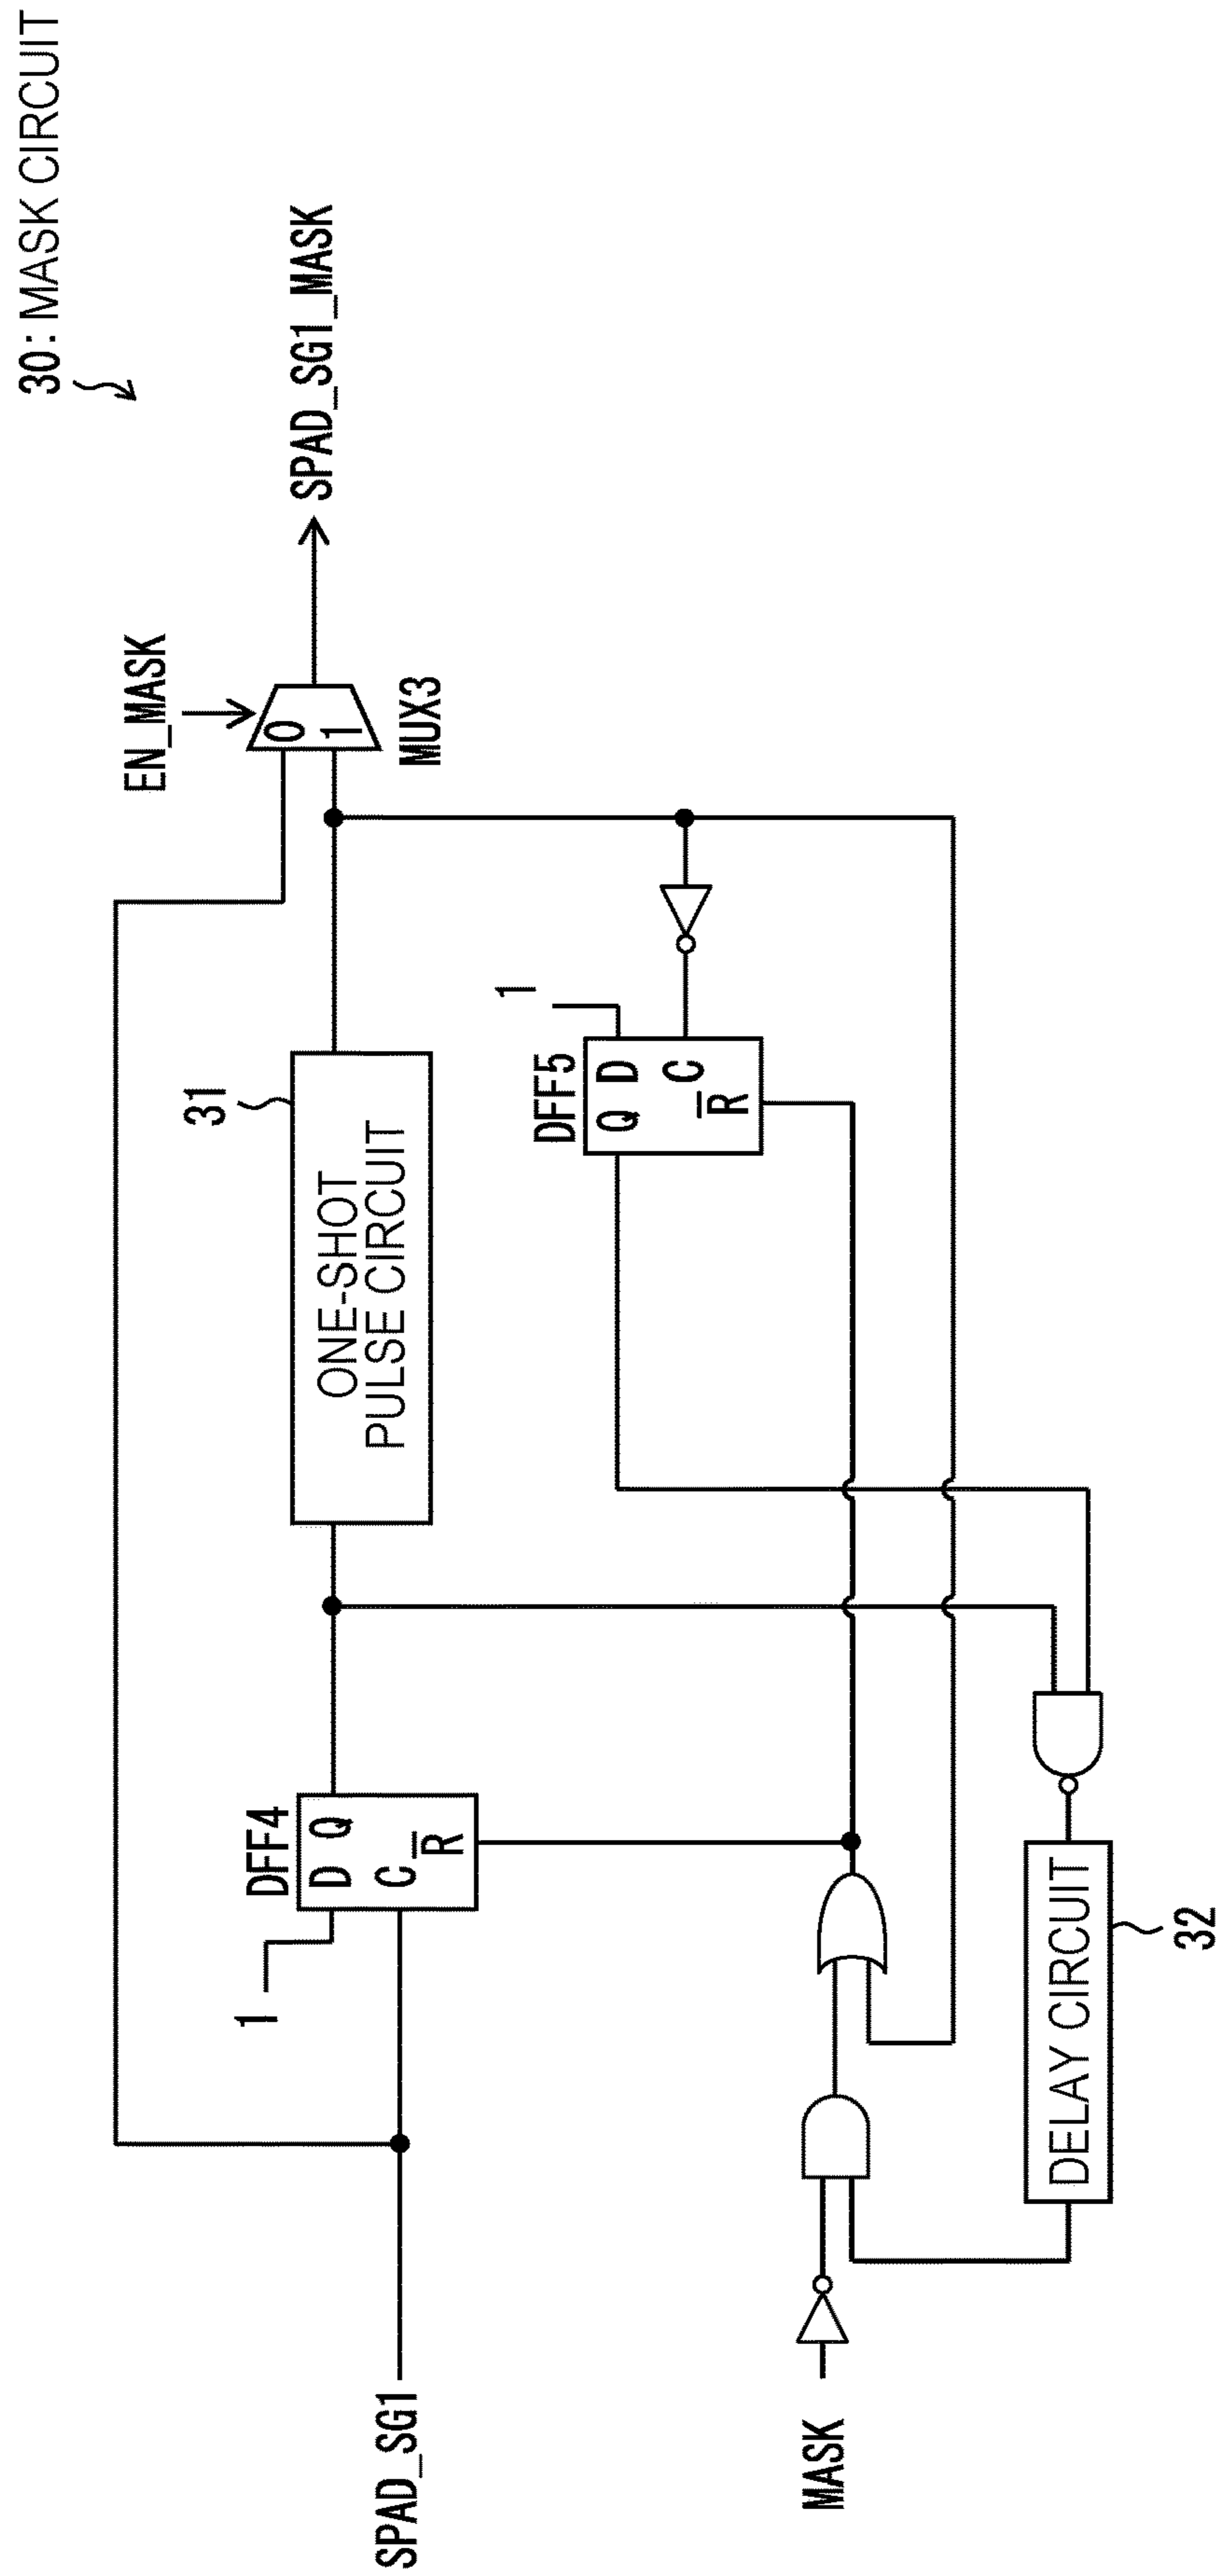 30: MASK CIRCUIT
EN_MASK
SPAD_SG1_MASK
0
1
MUX3
31
ONE-SHOT
PULSE CIRCUIT
DFF4
1
D Q
C
R
SPAD_SG1
DFF5
1
Q D
C
R
MASK
DELAY CIRCUIT
32